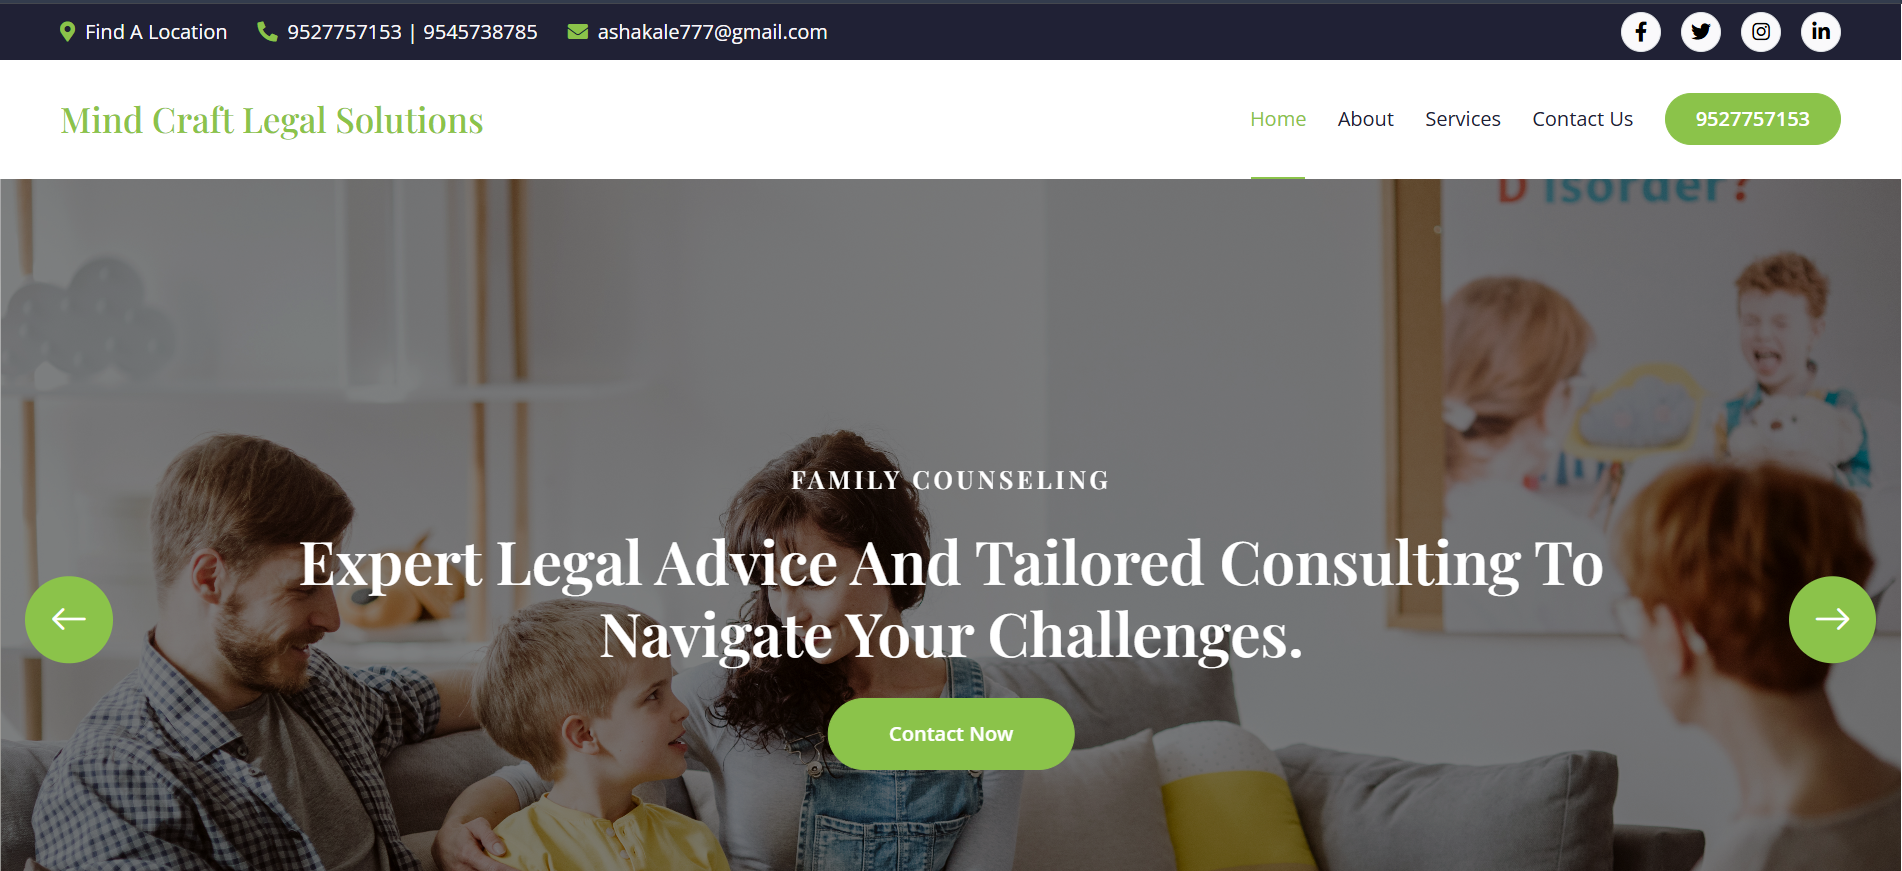 Find A Location 9527757153 | 9545738785 ashakale777@gmail.com
Mind Craft Legal Solutions
Home About Services Contact Us 9527757153
Disorder?
FAMILY COUNSELING
Expert Legal Advice And Tailored Consulting To
Navigate Your Challenges.
Contact Now